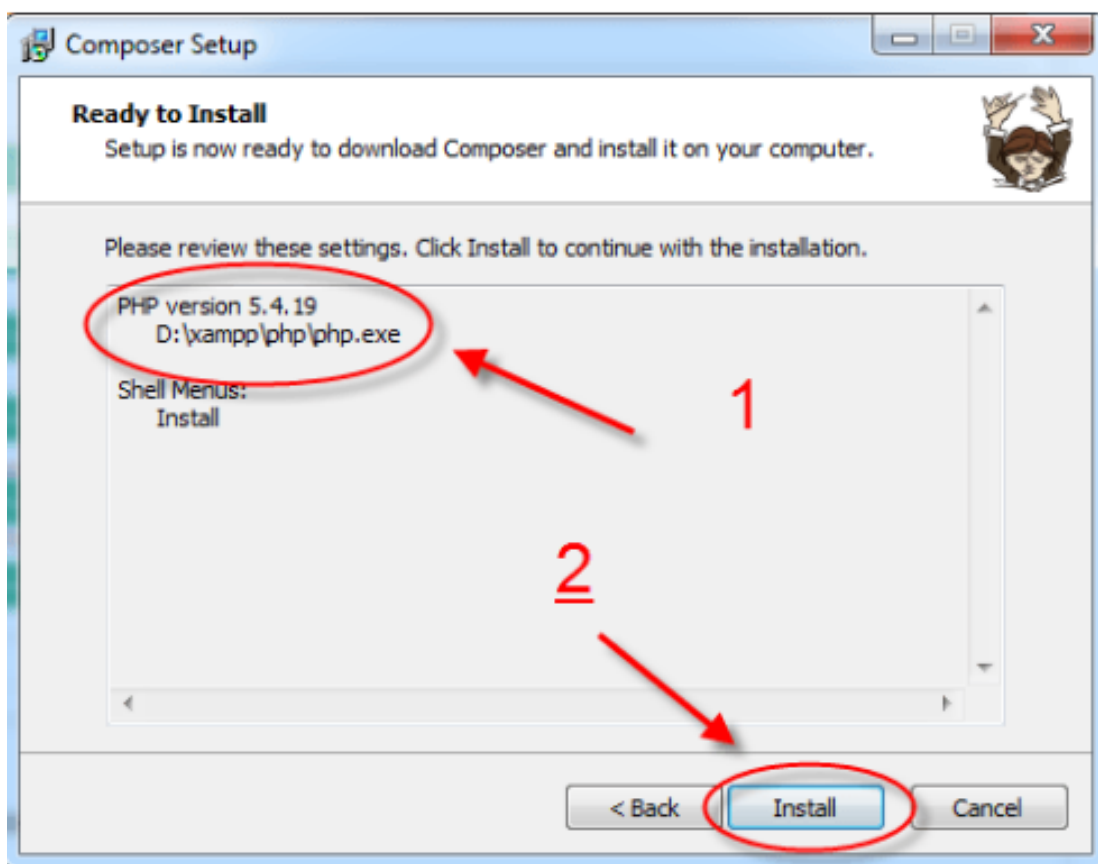 Composer Setup
Ready to Install
Setup is now ready to download Composer and install it on your computer.
Please review these settings. Click Install to continue with the installation.
PHP version 5.4.19
D:\xampp\php\php.exe
Shell Menus:
Install
1
2
< Back
Install
Cancel